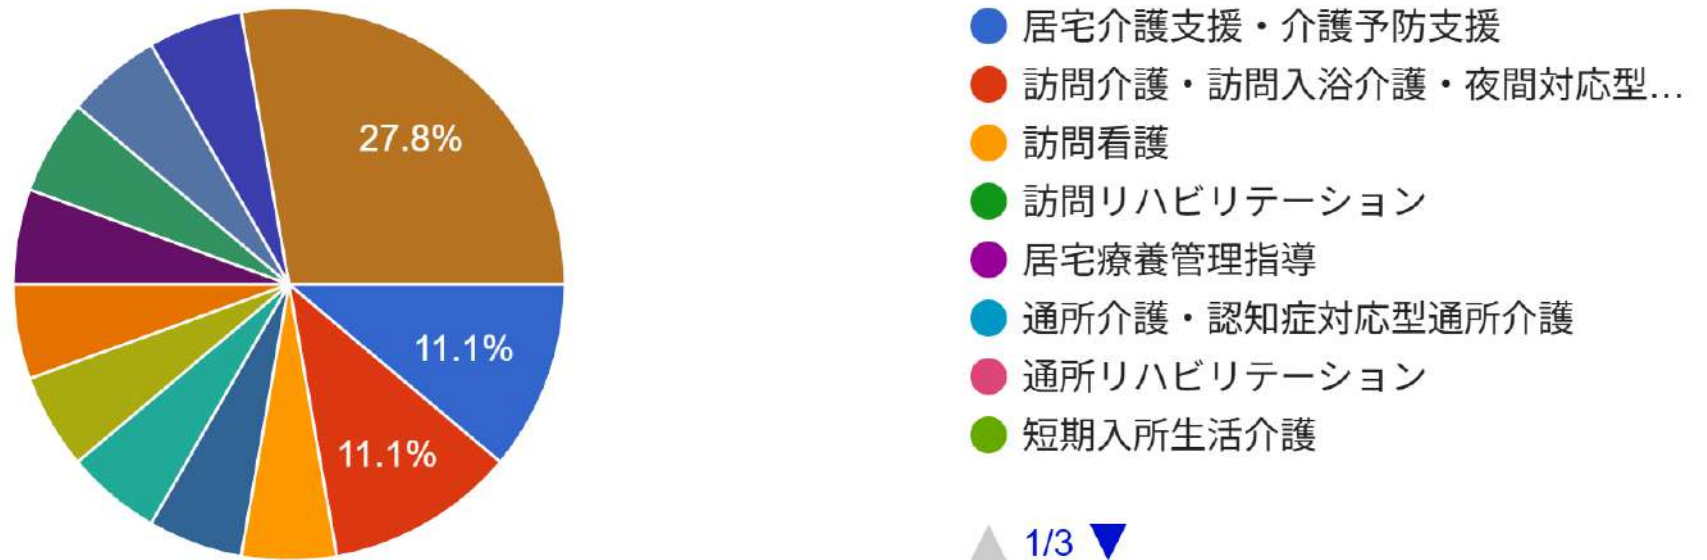 27.8%
11.1%
11.1%
居宅介護支援・介護予防支援
訪問介護・訪問入浴介護・夜間対応型…
訪問看護
訪問リハビリテーション
居宅療養管理指導
通所介護・認知症対応型通所介護
通所リハビリテーション
短期入所生活介護
1/3